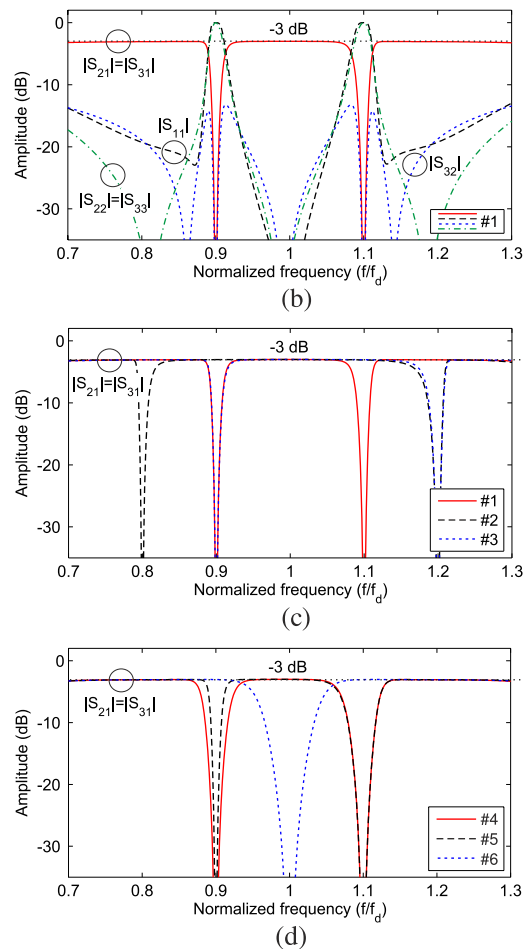 0
-10
-20
-30
Amplitude (dB)
-3 dB
|S21|=|S31|
|S11|
|S32|
|S22|=|S33|
#1
0.7 0.8 0.9 1 1.1 1.2 1.3
Normalized frequency (f/fd)
(b)
0
-10
-20
-30
Amplitude (dB)
-3 dB
|S21|=|S31|
#1
#2
#3
0.7 0.8 0.9 1 1.1 1.2 1.3
Normalized frequency (f/fd)
(c)
0
-10
-20
-30
Amplitude (dB)
-3 dB
|S21|=|S31|
#4
#5
#6
0.7 0.8 0.9 1 1.1 1.2 1.3
Normalized frequency (f/fd)
(d)